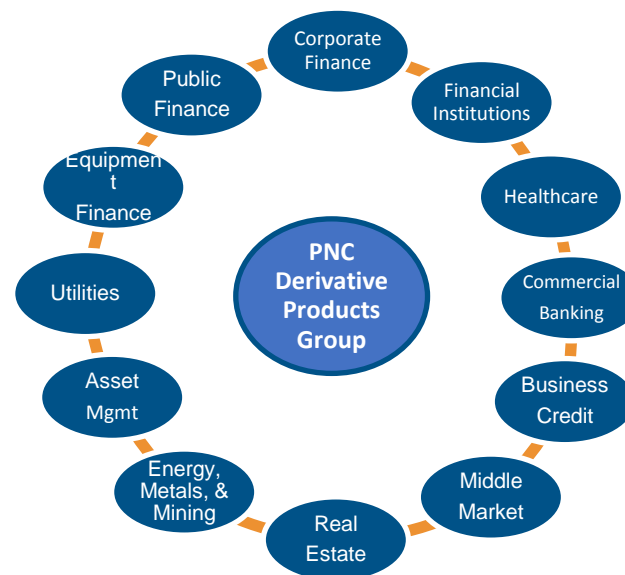 Corporate
Finance
Financial
Institutions
Healthcare
Commercial
Banking
Business
Credit
Middle
Market
Real
Estate
Energy,
Metals, &
Mining
Asset
Mgmt
Utilities
Equipmen
t
Finance
Public
Finance
PNC
Derivative
Products
Group